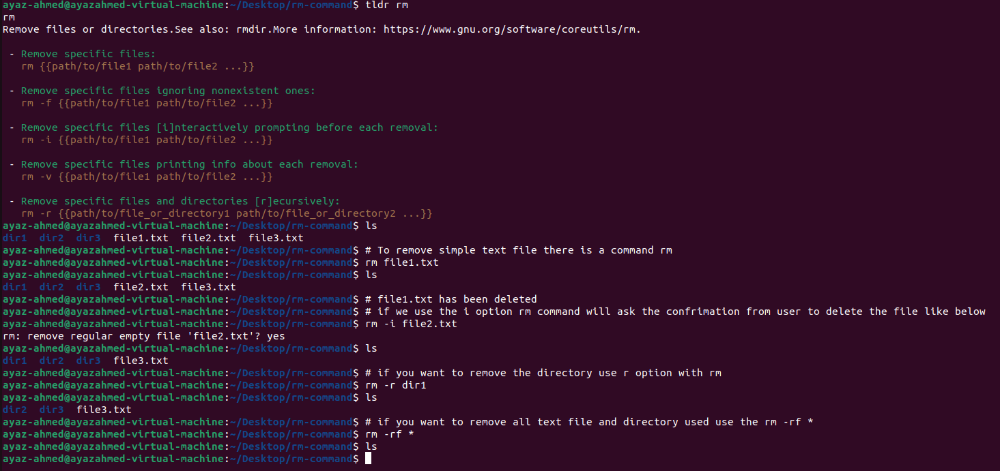 ayaz-ahmed@ayazahmed-virtual-machine:~/Desktop/rm-command$ tldr rm
rm
Remove files or directories.See also: rmdir.More information: https://www.gnu.org/software/coreutils/rm.
- Remove specific files:
rm {{path/to/file1 path/to/file2 ...}}
- Remove specific files ignoring nonexistent ones:
rm -f {{path/to/file1 path/to/file2 ...}}
- Remove specific files [i]nteractively prompting before each removal:
rm -i {{path/to/file1 path/to/file2 ...}}
- Remove specific files printing info about each removal:
rm -v {{path/to/file1 path/to/file2 ...}}
- Remove specific files and directories [r]ecursively:
rm -r {{path/to/file_or_directory1 path/to/file_or_directory2 ...}}
ayaz-ahmed@ayazahmed-virtual-machine:~/Desktop/rm-command$ ls
dir1  dir2  dir3  file1.txt  file2.txt  file3.txt
ayaz-ahmed@ayazahmed-virtual-machine:~/Desktop/rm-command$ # To remove simple text file there is a command rm
ayaz-ahmed@ayazahmed-virtual-machine:~/Desktop/rm-command$ rm file1.txt
ayaz-ahmed@ayazahmed-virtual-machine:~/Desktop/rm-command$ ls
dir1  dir2  dir3  file2.txt  file3.txt
ayaz-ahmed@ayazahmed-virtual-machine:~/Desktop/rm-command$ # file1.txt has been deleted
ayaz-ahmed@ayazahmed-virtual-machine:~/Desktop/rm-command$ # if we use the i option rm command will ask the confrimation from user to delete the file like below
ayaz-ahmed@ayazahmed-virtual-machine:~/Desktop/rm-command$ rm -i file2.txt
rm: remove regular empty file 'file2.txt'? yes
ayaz-ahmed@ayazahmed-virtual-machine:~/Desktop/rm-command$ ls
dir1  dir2  dir3  file3.txt
ayaz-ahmed@ayazahmed-virtual-machine:~/Desktop/rm-command$ # if you want to remove the directory use r option with rm
ayaz-ahmed@ayazahmed-virtual-machine:~/Desktop/rm-command$ rm -r dir1
ayaz-ahmed@ayazahmed-virtual-machine:~/Desktop/rm-command$ ls
dir2  dir3  file3.txt
ayaz-ahmed@ayazahmed-virtual-machine:~/Desktop/rm-command$ # if you want to remove all text file and directory used use the rm -rf *
ayaz-ahmed@ayazahmed-virtual-machine:~/Desktop/rm-command$ rm -rf *
ayaz-ahmed@ayazahmed-virtual-machine:~/Desktop/rm-command$ ls
ayaz-ahmed@ayazahmed-virtual-machine:~/Desktop/rm-command$